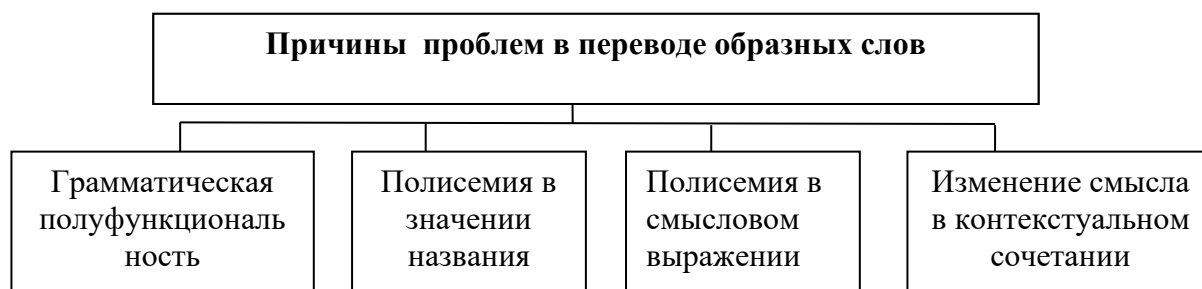 Причины проблем в переводе образных слов
Грамматическая
полуфункциональ
ность
Полисемия в
значении
названия
Полисемия в
смысловом
выражении
Изменение смысла
в контекстуальном
сочетании